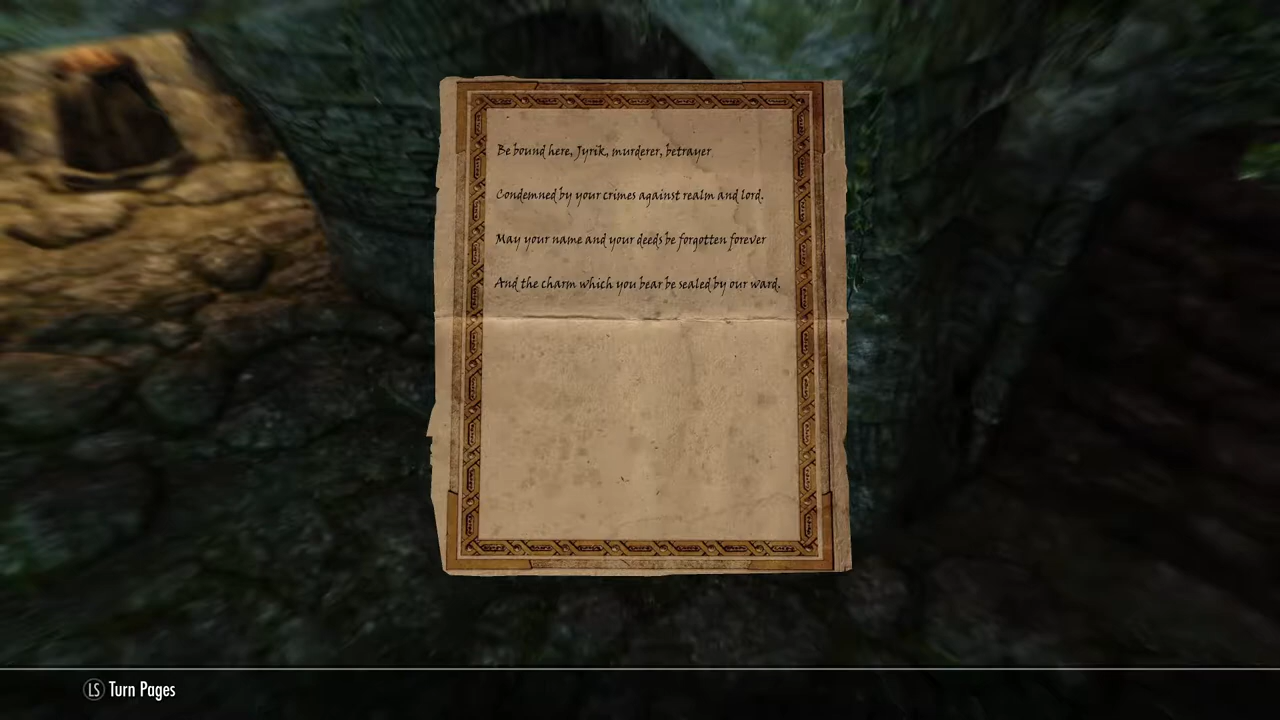 Be bound here, Jyrik, murderer, betrayer
Condemned by your crimes against realm and lord.
May your name and your deeds be forgotten forever
And the charm which you bear be sealed by our ward.
LS Turn Pages